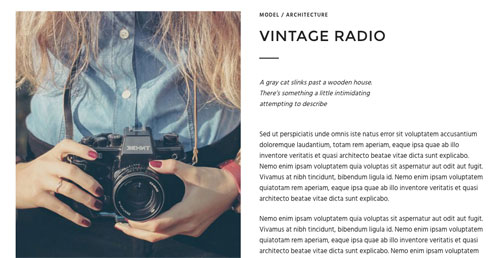 MODEL / ARCHITECTURE
VINTAGE RADIO
A gray cat slinks past a wooden house.
There's something a little intimidating
attempting to describe
ZENIT
Sed ut perspiciatis unde omnis iste natus error sit voluptatem accusantium
doloremque laudantium, totam rem aperiam, eaque ipsa quae ab illo
inventore veritatis et quasi architecto beatae vitae dicta sunt explicabo.
Nemo enim ipsam voluptatem quia voluptas sit aspernatur aut odit aut fugit.
Vivamus at nibh tincidunt, bibendum ligula id. Nemo enim ipsam voluptatem
quiatotam rem aperiam, eaque ipsa quae ab illo inventore veritatis et quasi
architecto beatae vitae dicta sunt explicabo.
Nemo enim ipsam voluptatem quia voluptas sit aspernatur aut odit aut fugit.
Vivamus at nibh tincidunt, bibendum ligula id. Nemo enim ipsam voluptatem
quiatotam rem aperiam, eaque ipsa quae ab illo inventore veritatis et quasi
architecto beatae vitae dicta sunt explicabo. Nemo enim ipsam voluptatem